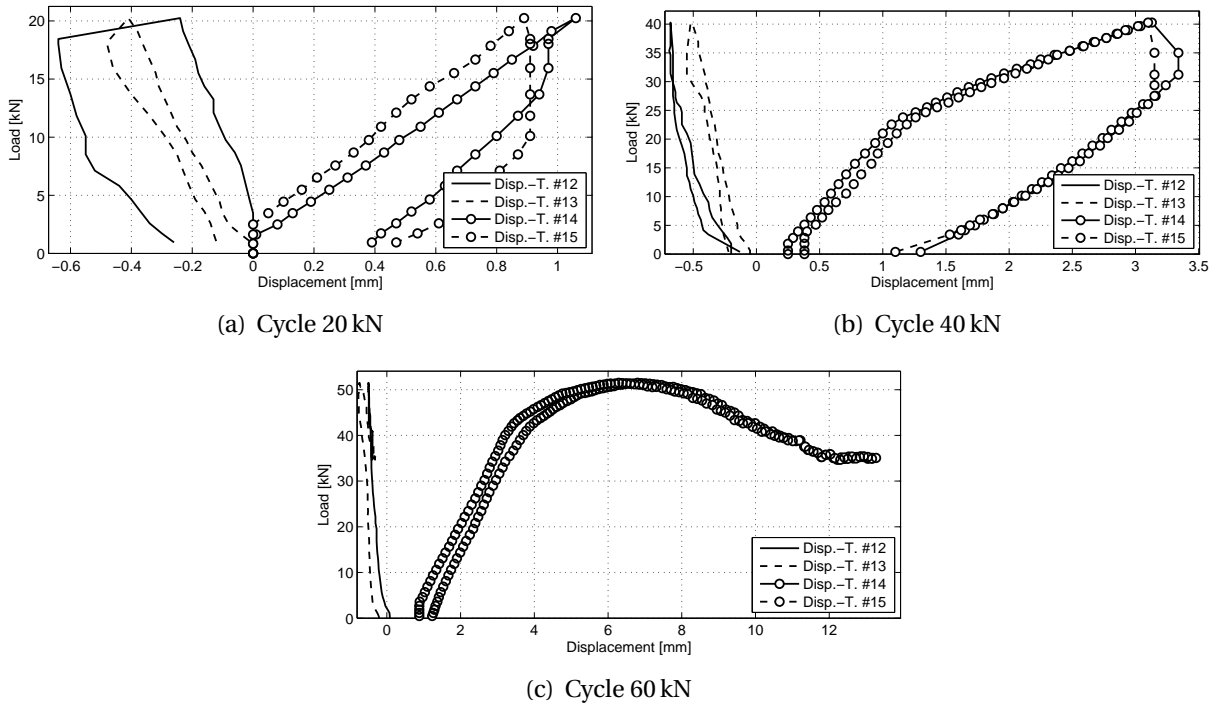 20
15
10
5
0
Load [kN]
−0.6 −0.4 −0.2 0 0.2 0.4 0.6 0.8 1
Displacement [mm]
Disp.−T. #12
Disp.−T. #13
Disp.−T. #14
Disp.−T. #15
(a) Cycle 20 kN
40
35
30
25
20
15
10
5
0
Load [kN]
−0.5 0 0.5 1 1.5 2 2.5 3 3.5
Displacement [mm]
Disp.−T. #12
Disp.−T. #13
Disp.−T. #14
Disp.−T. #15
(b) Cycle 40 kN
50
40
30
20
10
0
Load [kN]
0 2 4 6 8 10 12
Displacement [mm]
Disp.−T. #12
Disp.−T. #13
Disp.−T. #14
Disp.−T. #15
(c) Cycle 60 kN